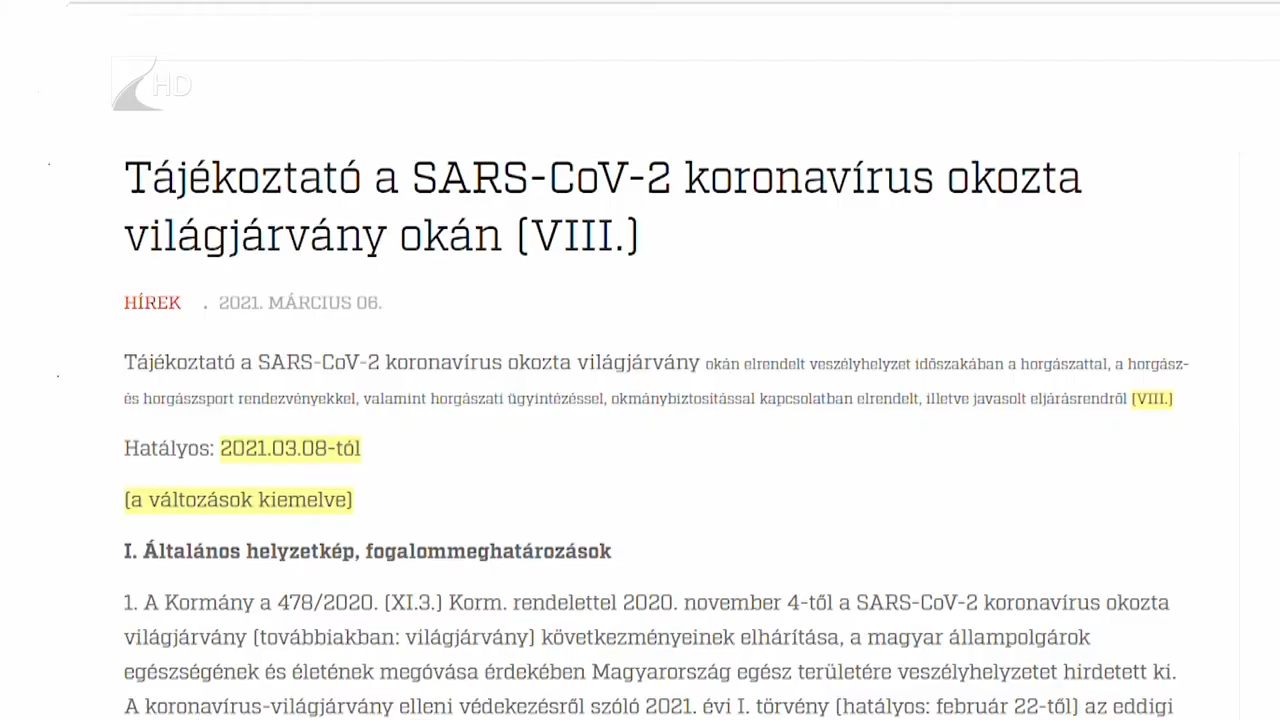 HD
Tájékoztató a SARS-CoV-2 koronavírus okozta
világjárvány okán (VIII.)
HÍREK . 2021. MÁRCIUS 06.
Tájékoztató a SARS-CoV-2 koronavírus okozta világjárvány okán elrendelt veszélyhelyzet időszakában a horgászattal, a horgász-
és horgászsport rendezvényekkel, valamint horgászati ügyintézéssel, okmánybiztosítással kapcsolatban elrendelt, illetve javasolt eljárásrendről (VIII.)
Hatályos: 2021.03.08-tól
(a változások kiemelve)
I. Általános helyzetkép, fogalommeghatározások
1. A Kormány a 478/2020. (XI.3.) Korm. rendelettel 2020. november 4-től a SARS-CoV-2 koronavírus okozta
világjárvány (továbbiakban: világjárvány) következményeinek elhárítása, a magyar állampolgárok
egészségének és életének megóvása érdekében Magyarország egész területére veszélyhelyzetet hirdetett ki.
A koronavírus-világjárvány elleni védekezésről szóló 2021. évi I. törvény (hatályos: február 22-től) az eddigi